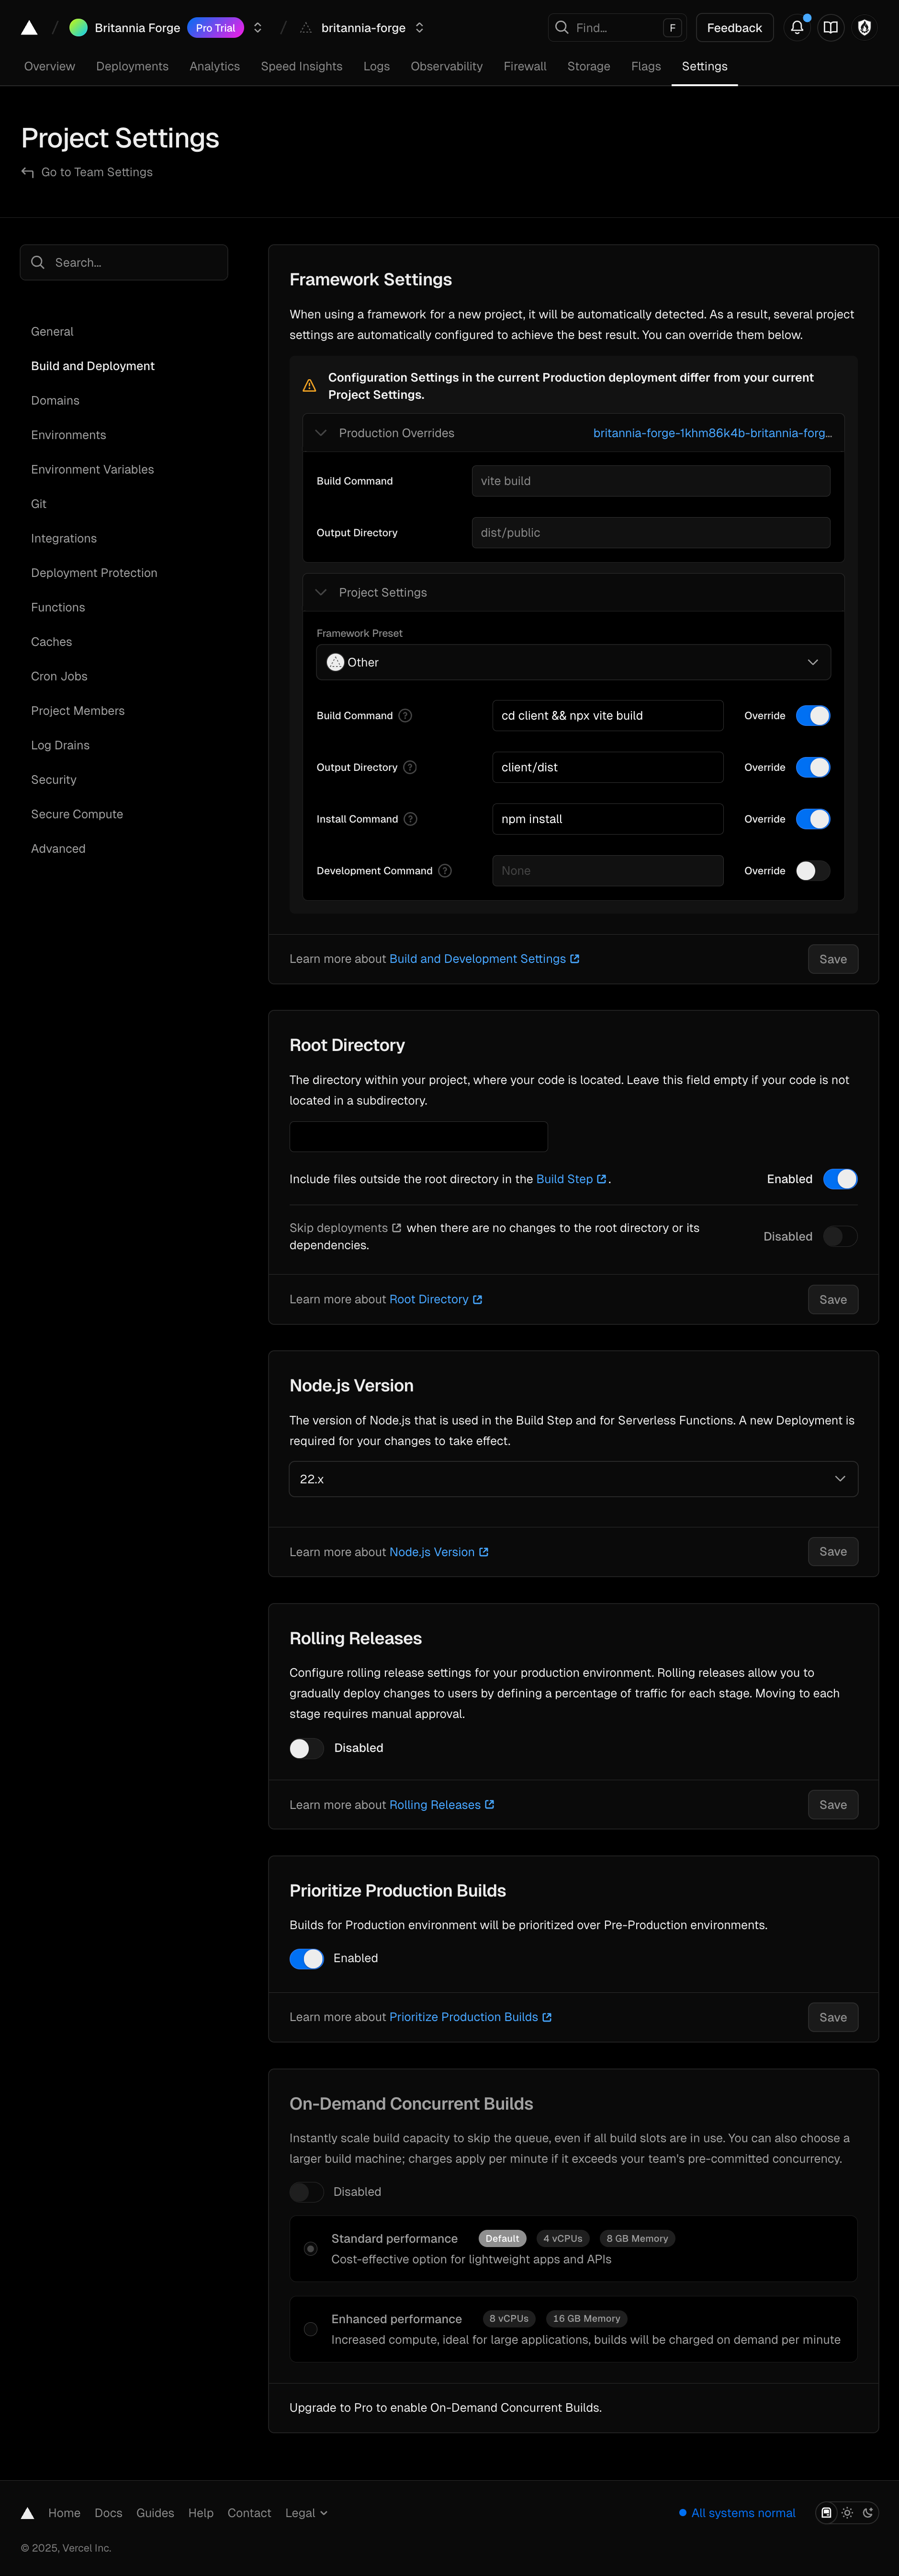 Britannia Forge Pro Trial britannia-forge Find... F Feedback
Overview Deployments Analytics Speed Insights Logs Observability Firewall Storage Flags Settings
Project Settings
Go to Team Settings
Search...
General
Build and Deployment
Domains
Environments
Environment Variables
Git
Integrations
Deployment Protection
Functions
Caches
Cron Jobs
Project Members
Log Drains
Security
Secure Compute
Advanced
Framework Settings
When using a framework for a new project, it will be automatically detected. As a result, several project
settings are automatically configured to achieve the best result. You can override them below.
Configuration Settings in the current Production deployment differ from your current
Project Settings.
Production Overrides britannia-forge-1khm86k4b-britannia-forg...
Build Command vite build
Output Directory dist/public
Project Settings
Framework Preset
Other
Build Command ? cd client && npx vite build Override
Output Directory ? client/dist Override
Install Command ? npm install Override
Development Command ? None Override
Learn more about Build and Development Settings Save
Root Directory
The directory within your project, where your code is located. Leave this field empty if your code is not
located in a subdirectory.
Include files outside the root directory in the Build Step . Enabled
Skip deployments when there are no changes to the root directory or its
dependencies.
Disabled
Learn more about Root Directory Save
Node.js Version
The version of Node.js that is used in the Build Step and for Serverless Functions. A new Deployment is
required for your changes to take effect.
22.x
Learn more about Node.js Version Save
Rolling Releases
Configure rolling release settings for your production environment. Rolling releases allow you to
gradually deploy changes to users by defining a percentage of traffic for each stage. Moving to each
stage requires manual approval.
Disabled
Learn more about Rolling Releases Save
Prioritize Production Builds
Builds for Production environment will be prioritized over Pre-Production environments.
Enabled
Learn more about Prioritize Production Builds Save
On-Demand Concurrent Builds
Instantly scale build capacity to skip the queue, even if all build slots are in use. You can also choose a
larger build machine; charges apply per minute if it exceeds your team's pre-committed concurrency.
Disabled
Standard performance Default 4 vCPUs 8 GB Memory
Cost-effective option for lightweight apps and APIs
Enhanced performance 8 vCPUs 16 GB Memory
Increased compute, ideal for large applications, builds will be charged on demand per minute
Upgrade to Pro to enable On-Demand Concurrent Builds.
Home Docs Guides Help Contact Legal All systems normal
© 2025, Vercel Inc.